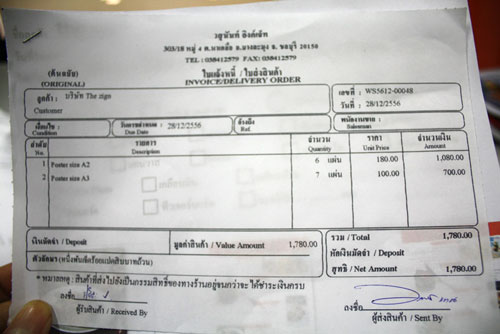 วสุนันท์ อิงค์เจ็ท
303/18 หมู่ 4 ต.นาเกลือ อ.บางละมุง จ. ชลบุรี 20150
TEL : 038412579 FAX: 038412579
(ต้นฉบับ) ใบแจ้งหนี้ / ใบส่งสินค้า
(ORIGINAL) INVOICE/DELIVERY ORDER
ลูกค้า : บริษัท The sign เลขที่ : WS5612-00048
Customer วันที่ : 28/12/2556
เงื่อนไข : วันครบกำหนด : 28/12/2556 อ้างถึง พนักงานขาย :
Condition Due Date Ref. Salesman
ลำดับ รายการ จำนวน ราคา จำนวนเงิน
No. Description Quantity Unit Price Amount
1 Poster size A2 6 แผ่น 180.00 1,080.00
2 Poster size A3 7 แผ่น 100.00 700.00
เงินมัดจำ / Deposit มูลค่าสินค้า / Value Amount 1,780.00 รวม / Total 1,780.00
ตัวอักษร (หนึ่งพันเจ็ดร้อยแปดสิบบาทถ้วน) หักเงินมัดจำ / Deposit
สุทธิ / Net Amount 1,780.00
* หมายเหตุ : สินค้าที่ส่งไปยังเป็นกรรมสิทธิ์ของทางร้านอยู่จนกว่าจะ ได้ชำระเงินครบ
ลงชื่อ ลงชื่อ
ผู้รับสินค้า / Received By ผู้ส่งสินค้า / Sent By